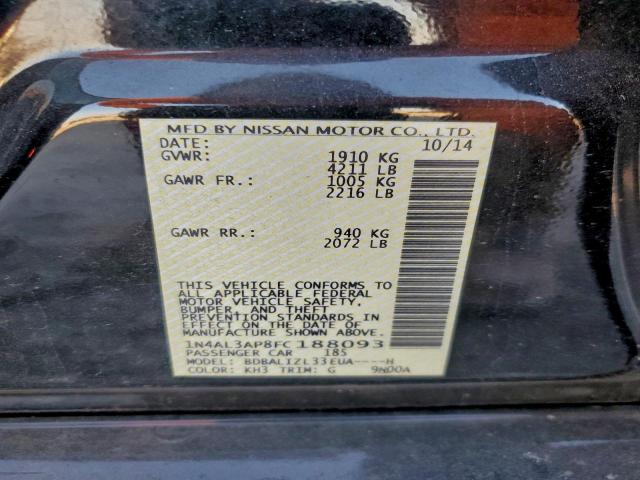 MFD BY NISSAN MOTOR CO., LTD.
DATE: 10/14
GVWR: 1910 KG
4211 LB
GAWR FR.: 1005 KG
2216 LB
GAWR RR.: 940 KG
2072 LB
THIS VEHICLE CONFORMS TO
ALL APPLICABLE FEDERAL
MOTOR VEHICLE SAFETY,
BUMPER, AND THEFT
PREVENTION STANDARDS IN
EFFECT ON THE DATE OF
MANUFACTURE SHOWN ABOVE.
1N4AL3AP8FC188093
PASSENGER CAR 185
MODEL: BDBALIZL33EUA----H
COLOR: KH3 TRIM: G 9N00A